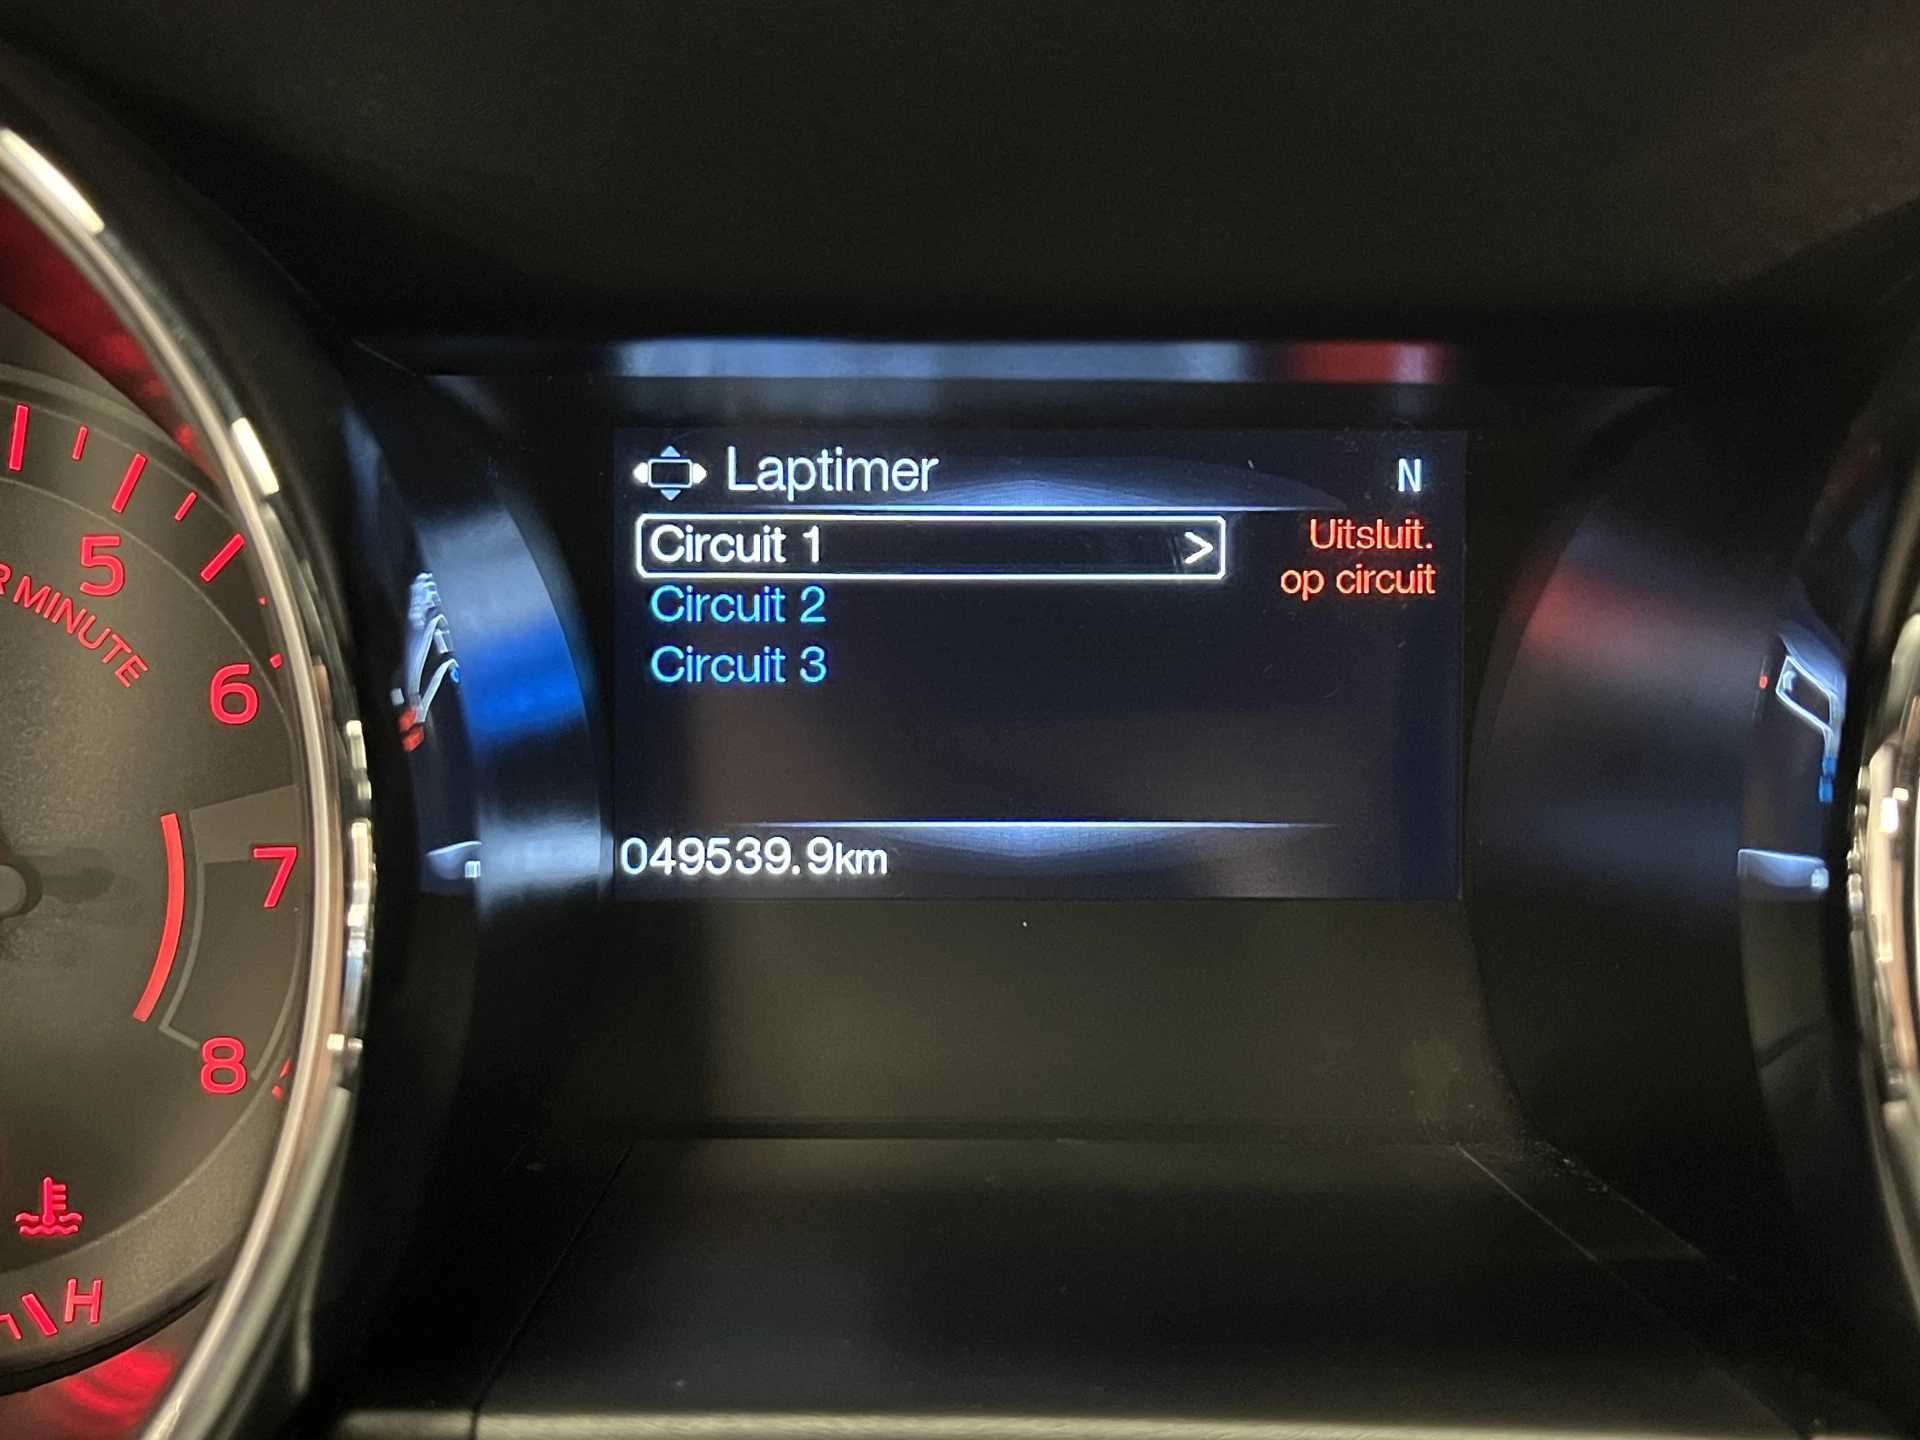 Laptimer
N
Circuit 1 >
Uitsluit.
op circuit
Circuit 2
Circuit 3
049539.9km
5
6
7
8
MINUTE
H